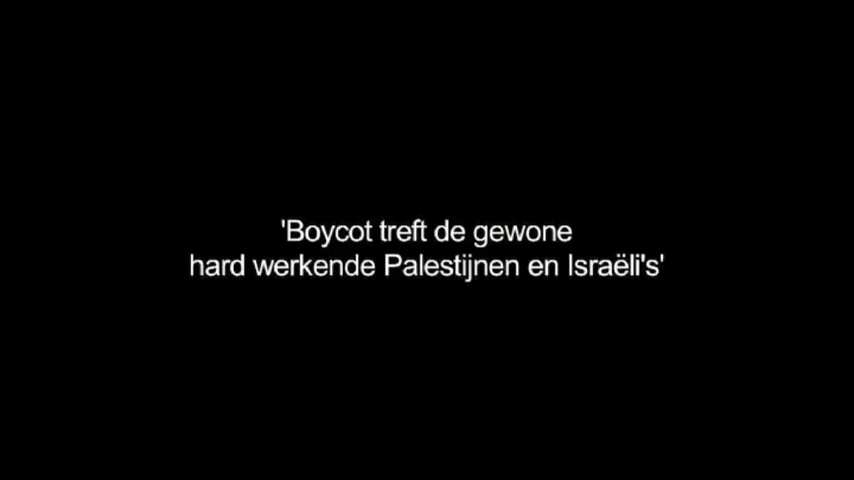 'Boycot treft de gewone
hard werkende Palestijnen en Israëli's'